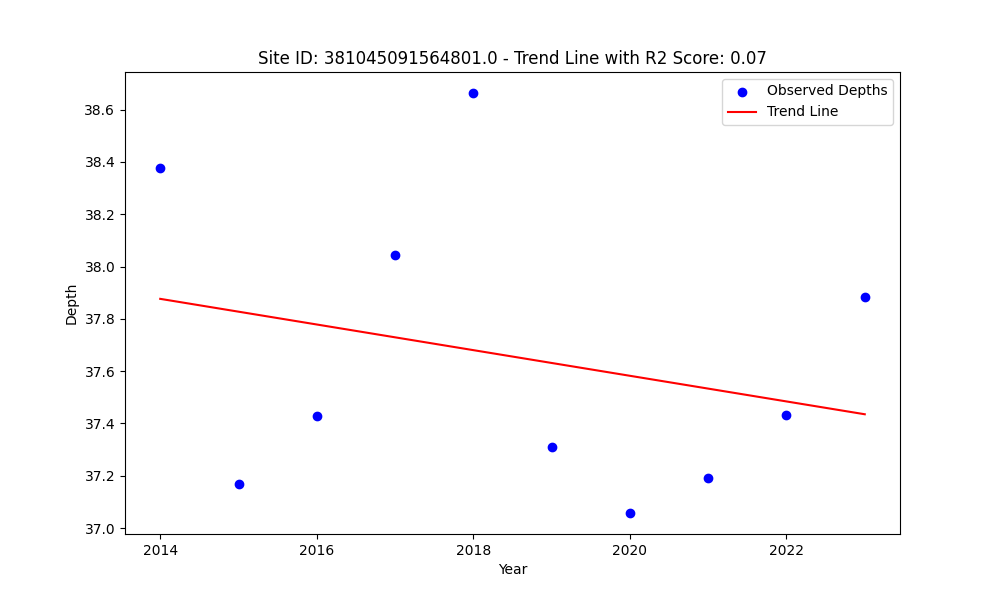 Site ID: 381045091564801.0 - Trend Line with R2 Score: 0.07
Observed Depths
Trend Line
38.6
38.4
38.2
38.0
37.8
37.6
37.4
37.2
37.0
Depth
2014
2016
2018
2020
2022
Year